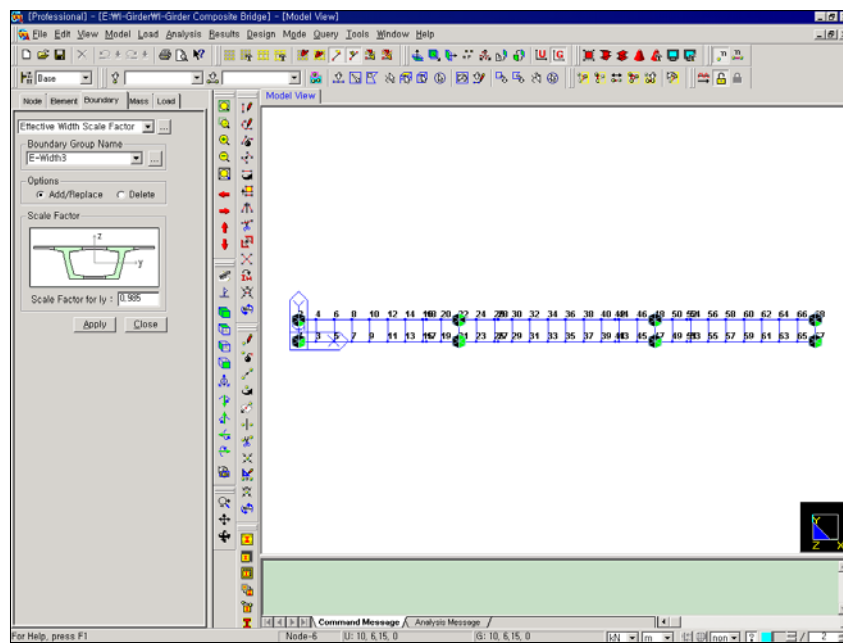 [Professional] - [E:\I-Girder\I-Girder Composite Bridge] - [Model View]
File Edit View Model Load Analysis Results Design Mode Query Tools Window Help
Base
Node Element Boundary Mass Load
Model View
Effective Width Scale Factor
Boundary Group Name
E-Width3
Options
Add/Replace Delete
Scale Factor
z
y
Scale Factor for Iy : 0.985
Apply Close
4 6 8 10 12 14 20 22 24 30 32 34 36 38 40 46 48 50 56 58 60 62 64 66 68
3 5 7 9 11 13 19 21 23 29 31 33 35 37 39 45 49 55 57 59 61 63 65 67
Y
Z X
Command Message Analysis Message
For Help, press F1 Node-6 U: 10, 6.15, 0 G: 10, 6.15, 0 kN m non ? 2